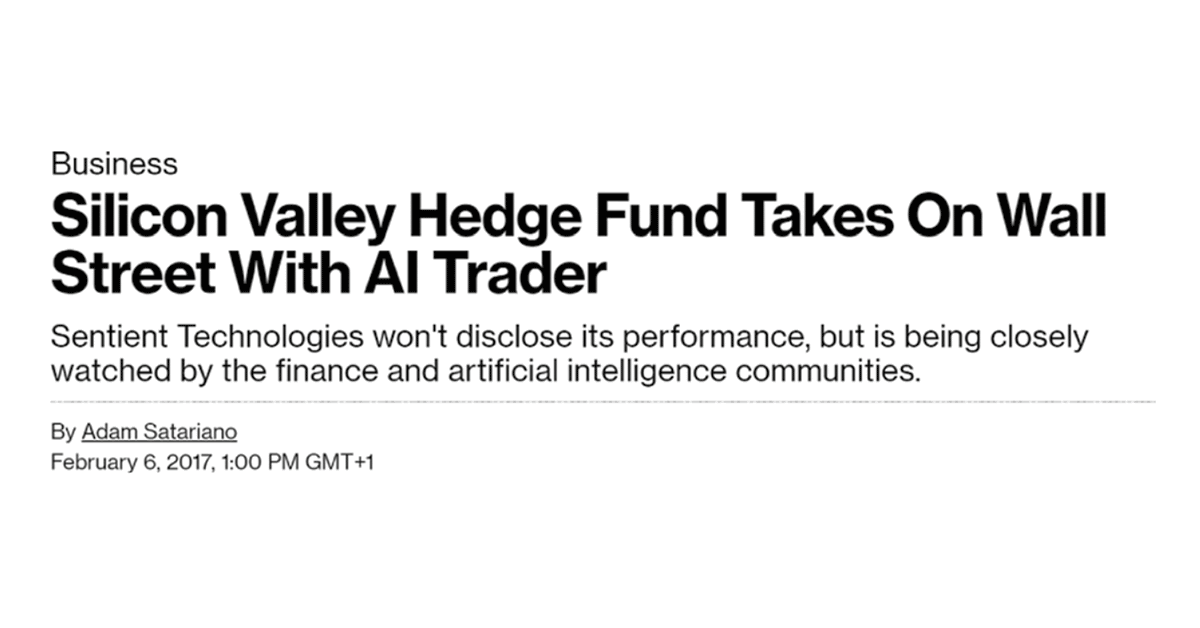 Business
Silicon Valley Hedge Fund Takes On Wall
Street With AI Trader
Sentient Technologies won't disclose its performance, but is being closely
watched by the finance and artificial intelligence communities.
By Adam Satariano
February 6, 2017, 1:00 PM GMT+1